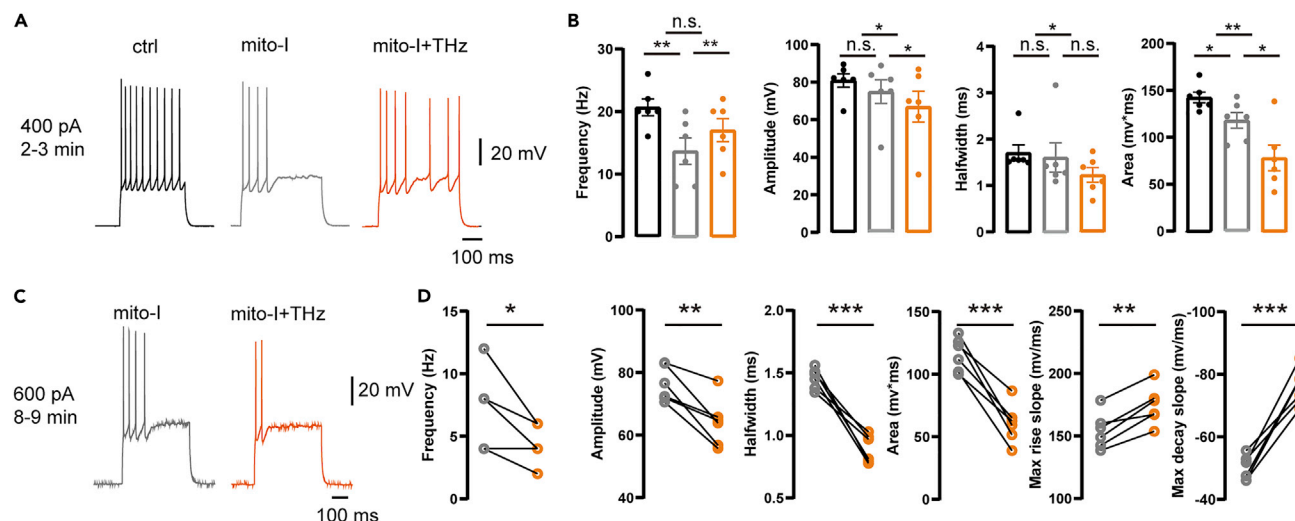 A
ctrl
mito-I
mito-I+THz
400 pA
2-3 min
20 mV
100 ms
B
n.s.
**
**
Frequency (Hz)
30
20
10
0
*
n.s.
*
Amplitude (mV)
100
80
60
40
20
0
*
n.s.
n.s.
Halfwidth (ms)
4
3
2
1
0
**
*
*
Area (mv*ms)
200
150
100
50
0
C
mito-I
mito-I+THz
600 pA
8-9 min
20 mV
100 ms
D
*
Frequency (Hz)
15
12
9
6
3
0
**
Amplitude (mV)
100
80
60
40
***
Halfwidth (ms)
2.0
1.5
1.0
0.5
***
Area (mv*ms)
150
100
50
0
**
Max rise slope (mv/ms)
250
200
150
100
***
Max decay slope (mv/ms)
-100
-80
-60
-40